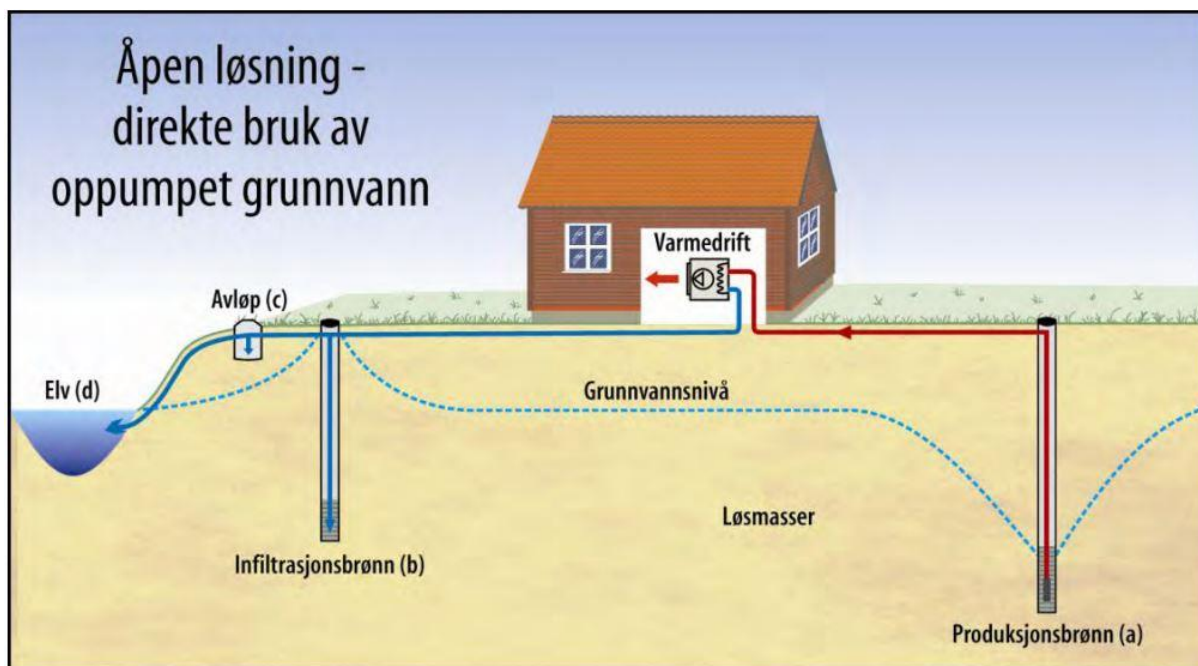 Åpen løsning -
direkte bruk av
oppumpet grunnvann
Varmedrift
Avløp (c)
Elv (d)
Grunnvannsnivå
Løsmasser
Infiltrasjonsbrønn (b)
Produksjonsbrønn (a)